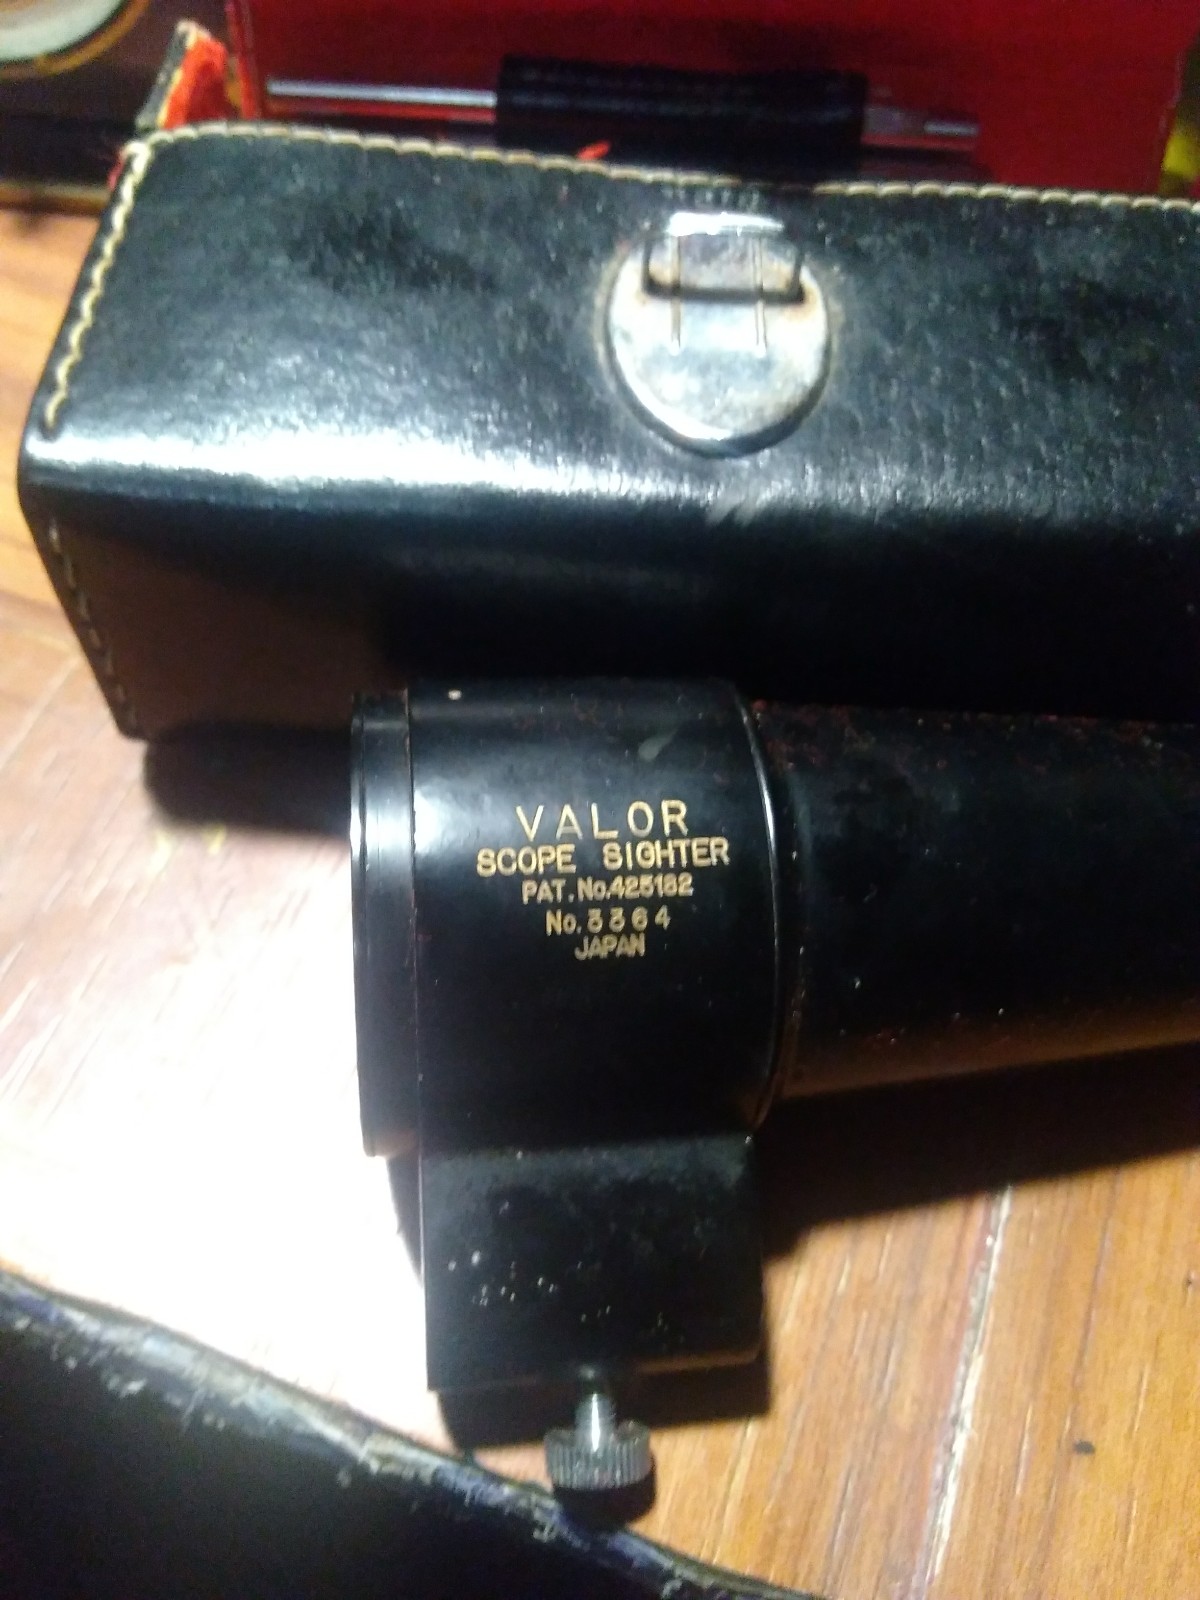 VALOR
SCOPE SIGHTER
PAT.No.425182
No.3364
JAPAN